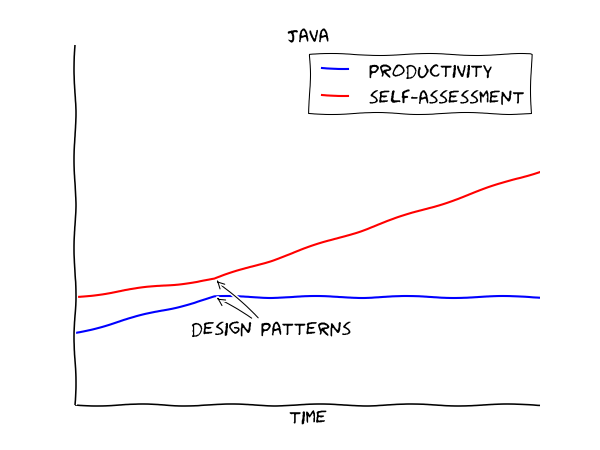 JAVA
PRODUCTIVITY
SELF-ASSESSMENT
DESIGN PATTERNS
TIME